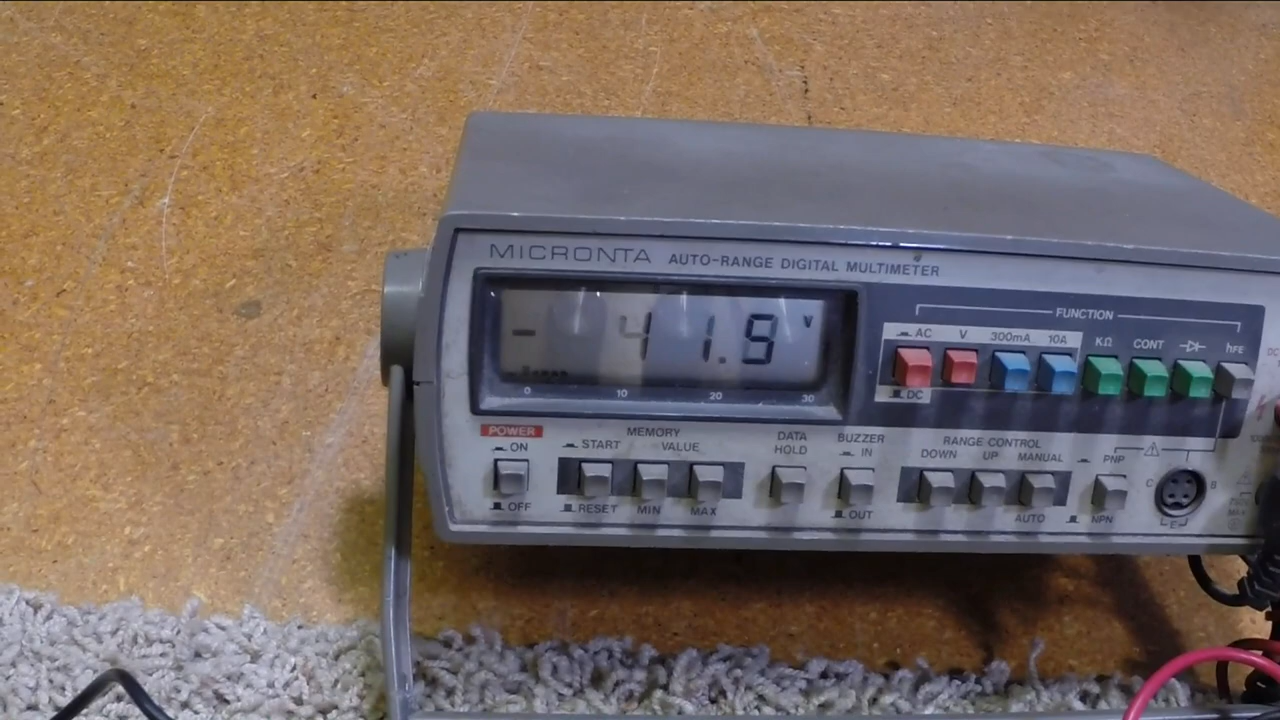 MICRONTA AUTO-RANGE DIGITAL MULTIMETER
- 41.9 V
0 10 20 30
FUNCTION
AC V 300mA 10A KΩ CONT hFE
DC
POWER
ON
OFF
MEMORY
START VALUE
RESET MIN MAX
DATA
HOLD
BUZZER
IN
OUT
RANGE CONTROL
DOWN UP MANUAL
AUTO
PNP
NPN
C B
E